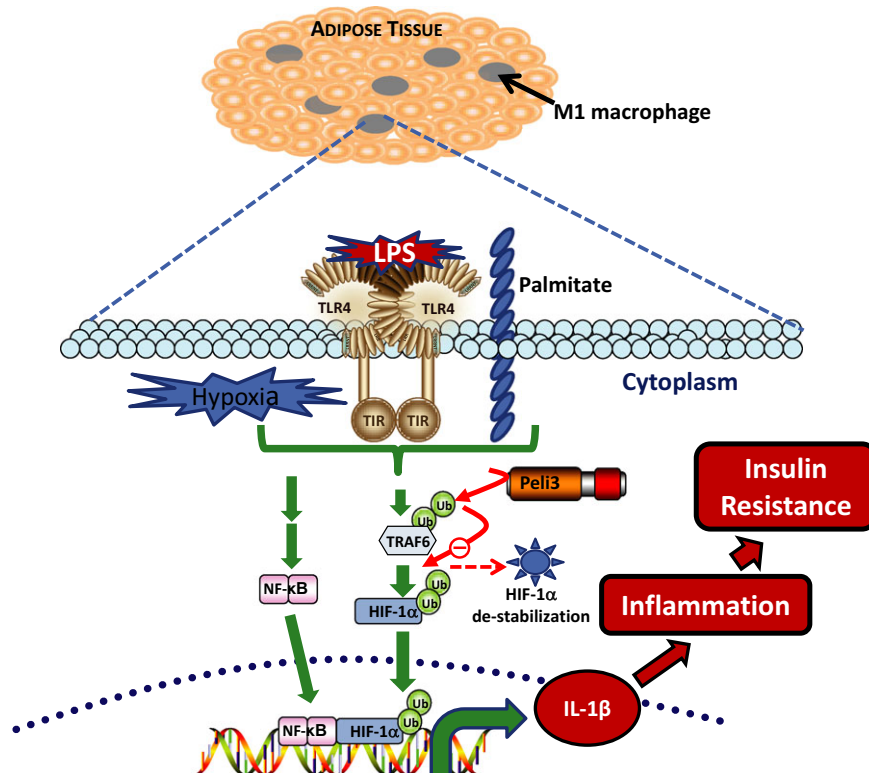 ADIPOSE TISSUE
M1 macrophage
LPS
TLR4
TLR4
Palmitate
Cytoplasm
Hypoxia
TIR
TIR
Peli3
Insulin
Resistance
Ub
Ub
TRAF6
Ub
Ub
HIF-1α
HIF-1α
de-stabilization
NF-κB
Inflammation
IL-1β
Ub
Ub
NF-κB
HIF-1α